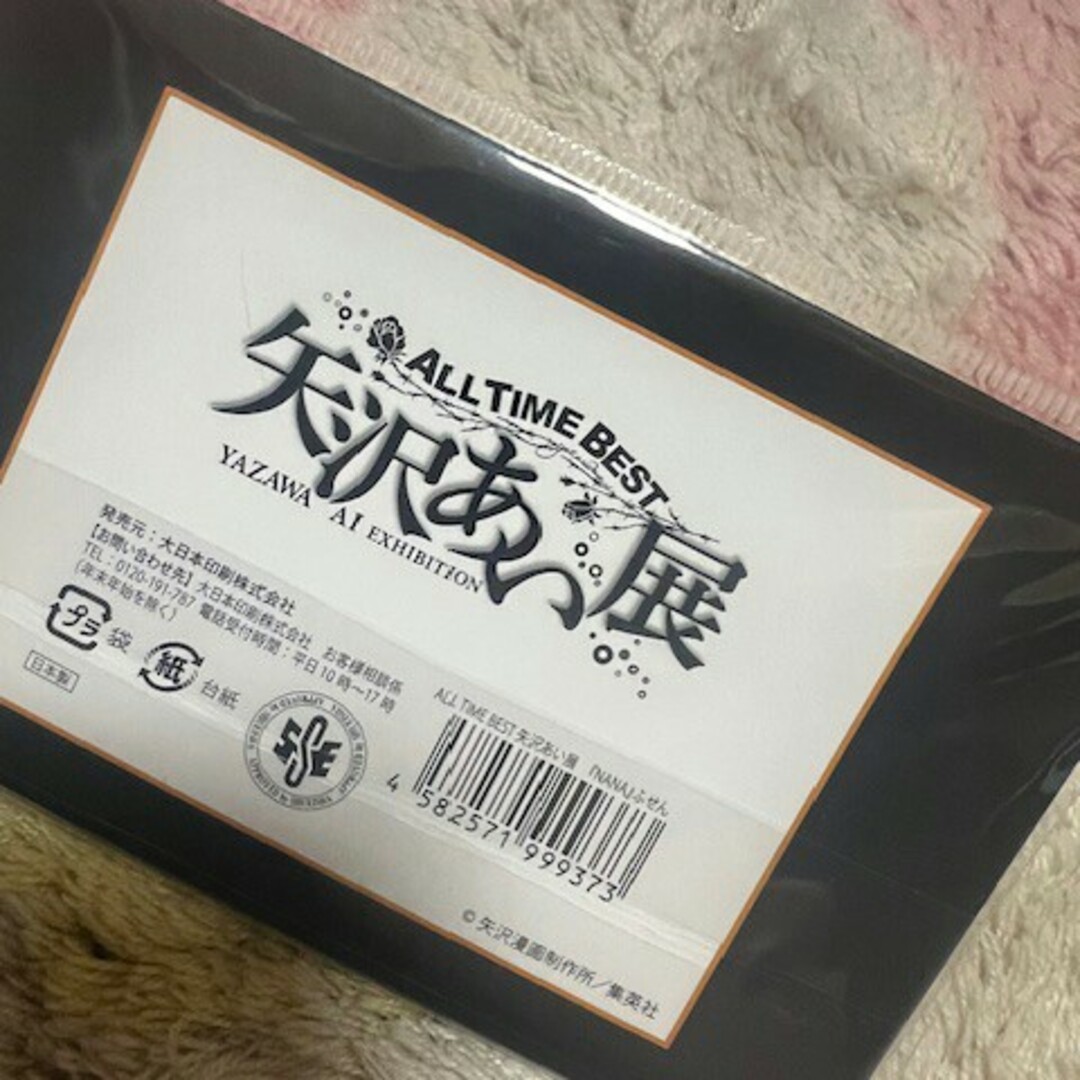 ALL TIME BEST
矢沢あい展
YAZAWA AI EXHIBITION
発売元：大日本印刷株式会社
【お問い合わせ先】大日本印刷株式会社 お客様相談係
TEL：0120-191-787 電話受付時間：平日10時～17時
（年末年始を除く）
プラ 袋
紙 台紙
日本製
ALL TIME BEST 矢沢あい展 『NANA』ふせん
4 582571 999373
© 矢沢漫画制作所／集英社